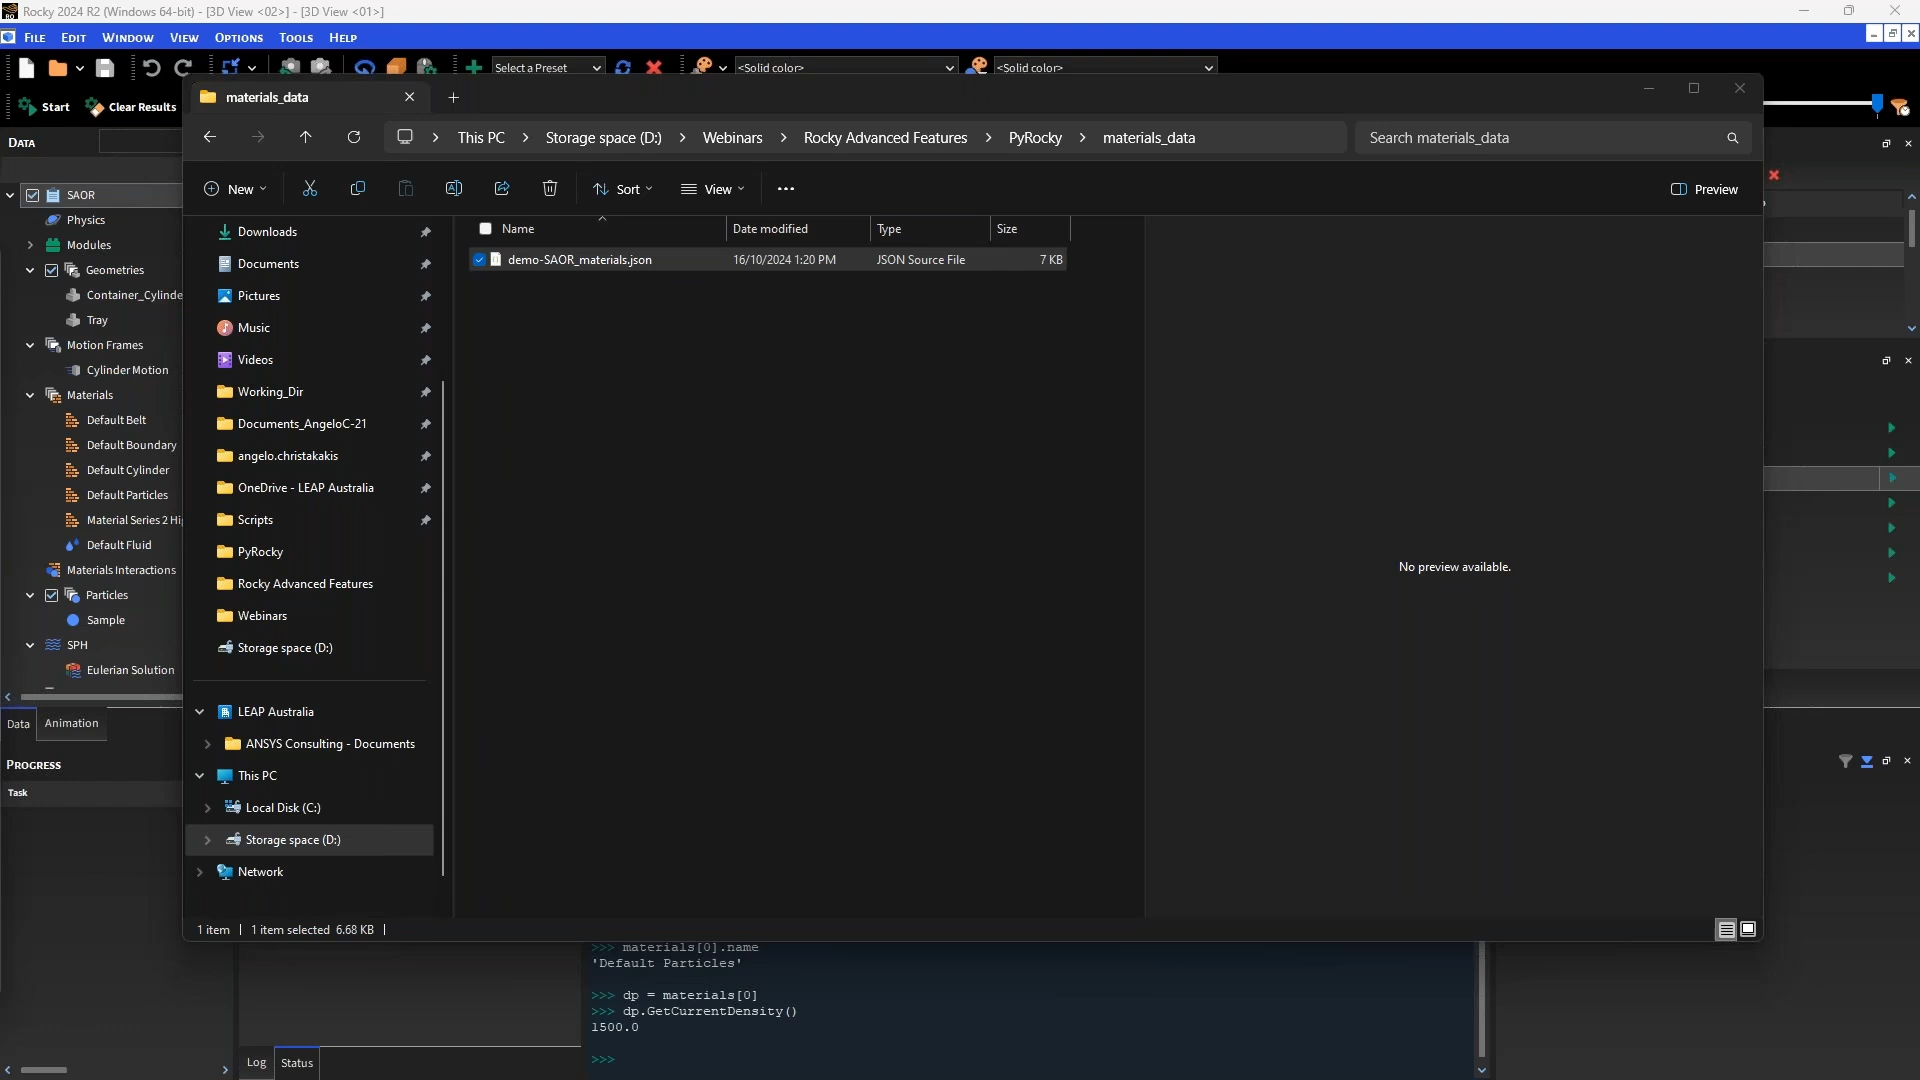 Rocky 2024 R2 (Windows 64-bit) - [3D View <02>] - [3D View <01>]
FILE EDIT WINDOW VIEW OPTIONS TOOLS HELP
Select a Preset <Solid color> <Solid color>
Start Clear Results
materials_data
This PC > Storage space (D:) > Webinars > Rocky Advanced Features > PyRocky > materials_data
Search materials_data
New Sort View Preview
DATA
SAOR
Physics
Modules
Geometries
Container_Cylinde
Tray
Motion Frames
Cylinder Motion
Materials
Default Belt
Default Boundary
Default Cylinder
Default Particles
Material Series 2 Hi
Default Fluid
Materials Interactions
Particles
Sample
SPH
Eulerian Solution
Data Animation
PROGRESS
Task
Downloads
Documents
Pictures
Music
Videos
Working_Dir
Documents_AngeloC-21
angelo.christakakis
OneDrive - LEAP Australia
Scripts
PyRocky
Rocky Advanced Features
Webinars
Storage space (D:)
LEAP Australia
ANSYS Consulting - Documents
This PC
Local Disk (C:)
Storage space (D:)
Network
Name Date modified Type Size
demo-SAOR_materials.json 16/10/2024 1:20 PM JSON Source File 7 KB
No preview available.
1 item | 1 item selected 6.68 KB |
>>> materials[0].name
'Default Particles'
>>> dp = materials[0]
>>> dp.GetCurrentDensity()
1500.0
>>>
Log Status